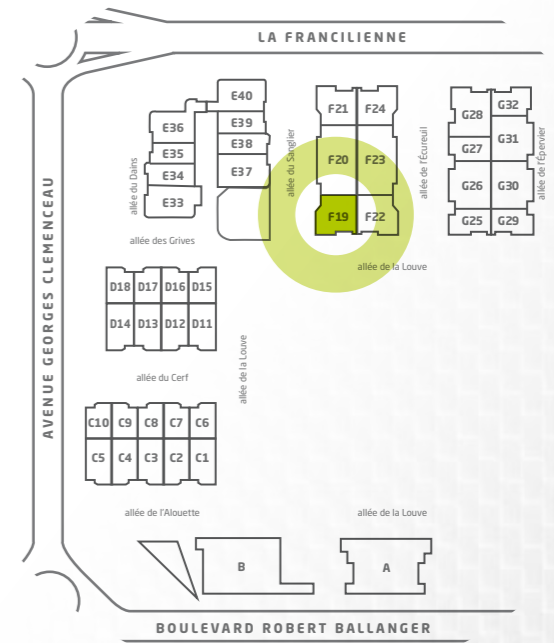 LA FRANCILIENNE
AVENUE GEORGES CLEMENCEAU
E40
E39
E38
E37
E36
E35
E34
E33
allée du Dains
allée des Grives
allée du Sanglier
F21 F24
F20 F23
F19 F22
allée de l'Écureuil
allée de la Louve
G28 G32
G27 G31
G26 G30
G25 G29
allée de l'Épervier
D18 D17 D16 D15
D14 D13 D12 D11
allée du Cerf
allée de la Louve
C10 C9 C8 C7 C6
C5 C4 C3 C2 C1
allée de l'Alouette
allée de la Louve
B
A
BOULEVARD ROBERT BALLANGER